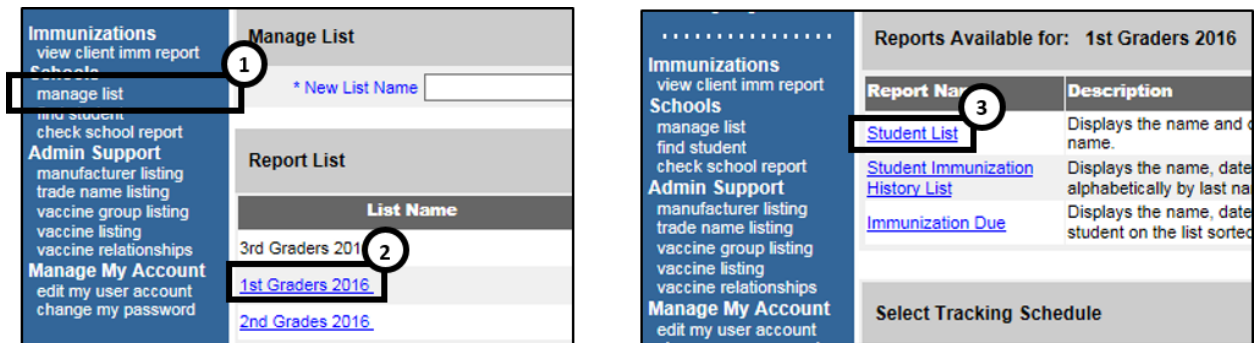 Immunizations
view client imm report
Schools
manage list
find student
check school report
Admin Support
manufacturer listing
trade name listing
vaccine group listing
vaccine listing
vaccine relationships
Manage My Account
edit my user account
change my password
1
Manage List
* New List Name
Report List
List Name
3rd Graders 201
2
1st Graders 2016
2nd Grades 2016
Immunizations
view client imm report
Schools
manage list
find student
check school report
Admin Support
manufacturer listing
trade name listing
vaccine group listing
vaccine listing
vaccine relationships
Manage My Account
edit my user account
Reports Available for: 1st Graders 2016
Report Name Description
3
Student List Displays the name and
name.
Student Immunization Displays the name, date
History List alphabetically by last na
Immunization Due Displays the name, date
student on the list sorted
Select Tracking Schedule